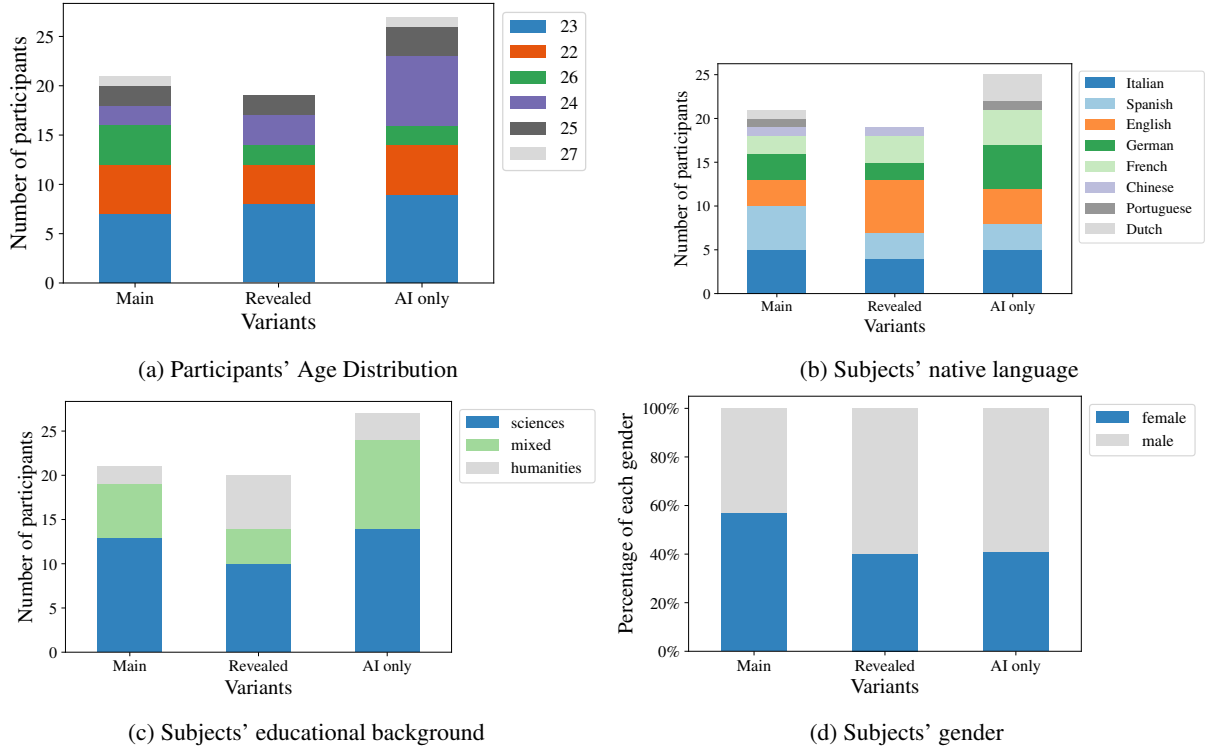 Number of participants
25
20
15
10
5
0
Main
Revealed
AI only
Variants
23
22
26
24
25
27
(a) Participants’ Age Distribution
Number of participants
25
20
15
10
5
0
Main
Revealed
AI only
Variants
Italian
Spanish
English
German
French
Chinese
Portuguese
Dutch
(b) Subjects’ native language
Number of participants
25
20
15
10
5
0
Main
Revealed
AI only
Variants
sciences
mixed
humanities
(c) Subjects’ educational background
Percentage of each gender
100%
80%
60%
40%
20%
0%
Main
Revealed
AI only
Variants
female
male
(d) Subjects’ gender